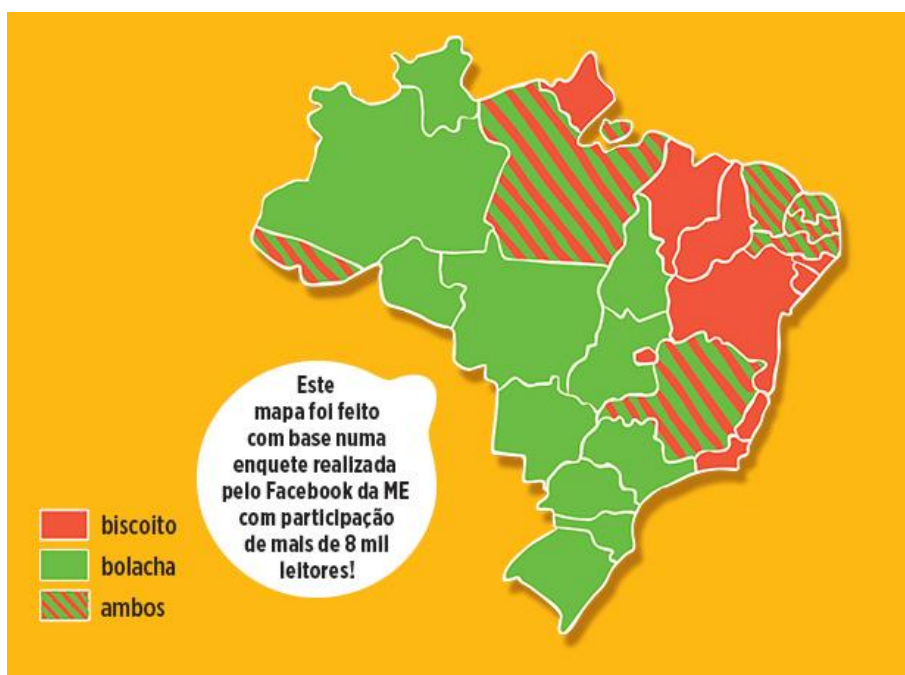 Este
mapa foi feito
com base numa
enquete realizada
pelo Facebook da ME
com participação
de mais de 8 mil
leitores!
biscoito
bolacha
ambos